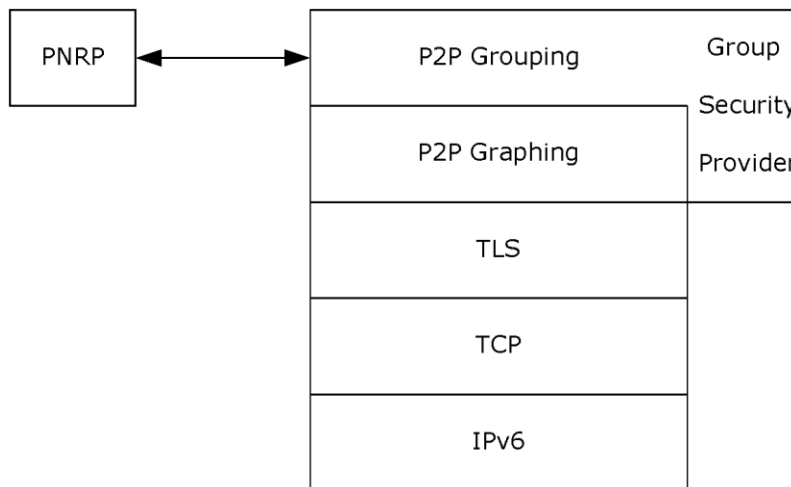 PNRP
P2P Grouping
Group
Security
Provider
P2P Graphing
TLS
TCP
IPv6